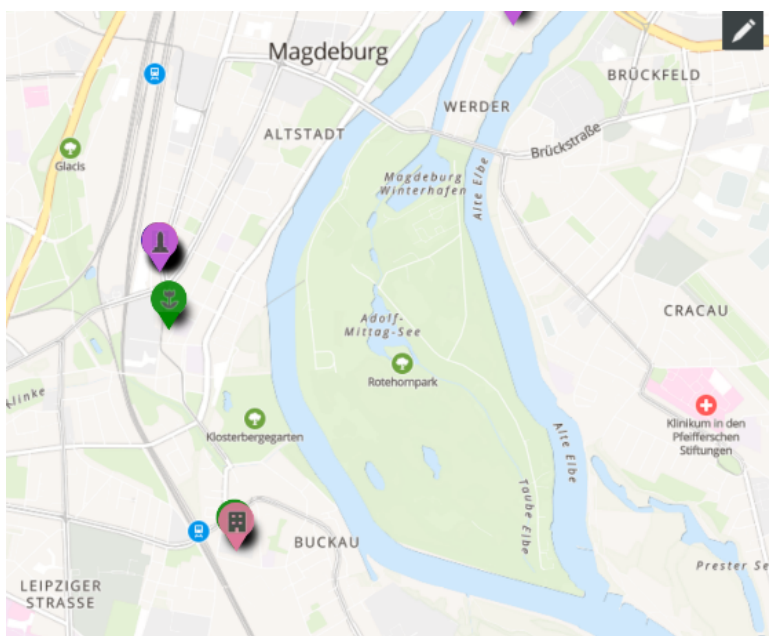 Magdeburg
BRÜCKFELD
WERDER
ALTSTADT
Brückstraße
Glacis
Magdeburg
Winterhafen
Alte Elbe
CRACAU
Adolf-
Mittag-See
Rotehornpark
Klinke
Klosterbergegarten
Klinikum in den
Pfeifferschen
Stiftungen
Alte Elbe
Taube Elbe
BUCKAU
Prester Se
LEIPZIGER
STRASSE